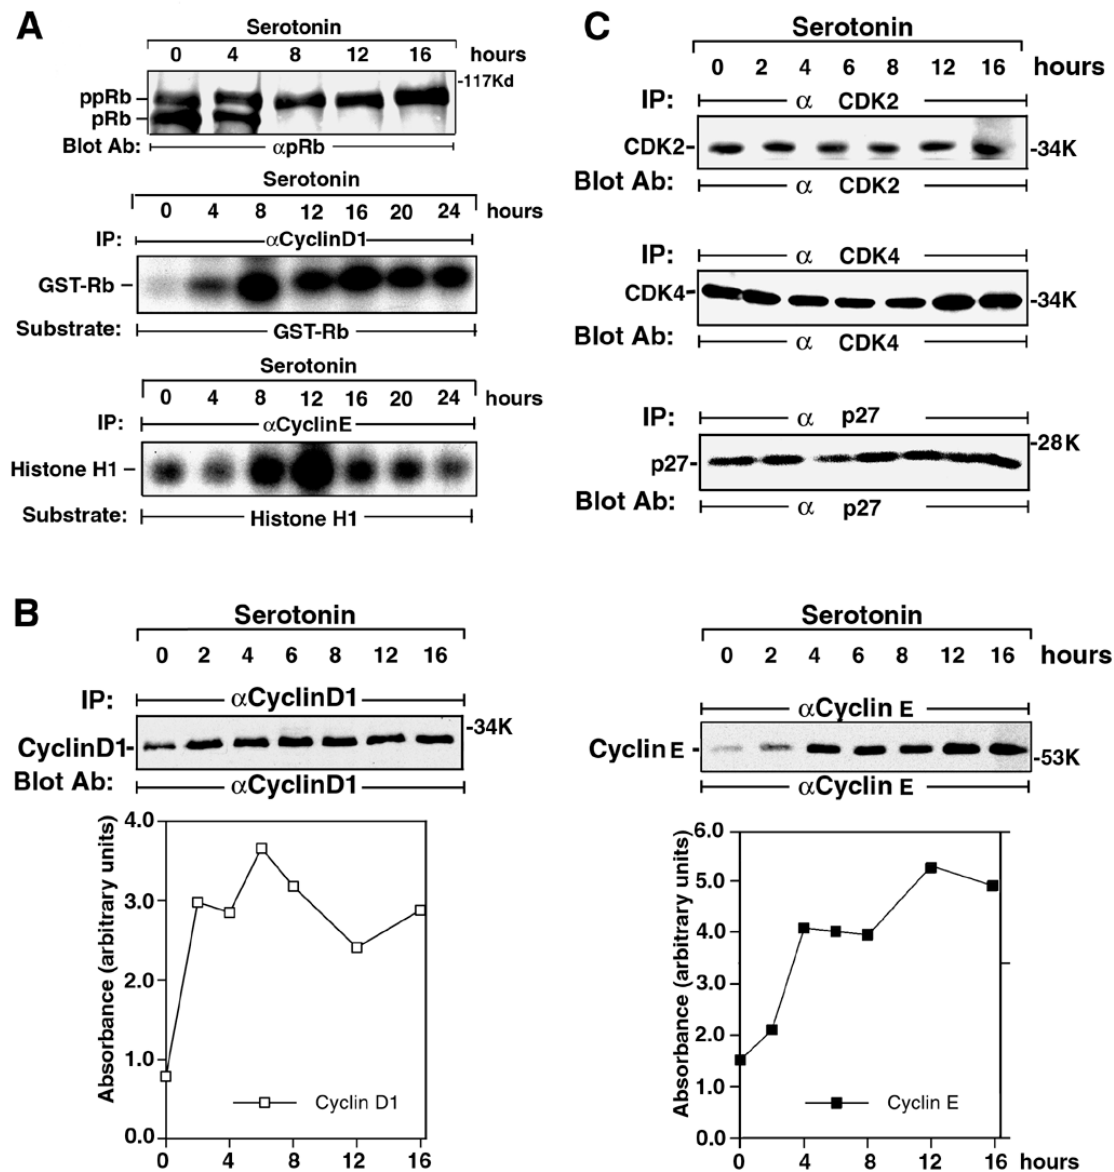 A
Serotonin
0 4 8 12 16 hours
-117Kd
ppRb
pRb
Blot Ab: αpRb
Serotonin
0 4 8 12 16 20 24 hours
IP: αCyclinD1
GST-Rb
Substrate: GST-Rb
Serotonin
0 4 8 12 16 20 24 hours
IP: αCyclinE
Histone H1
Substrate: Histone H1
C
Serotonin
0 2 4 6 8 12 16 hours
IP: α CDK2
CDK2- -34K
Blot Ab: α CDK2
IP: α CDK4
CDK4- -34K
Blot Ab: α CDK4
IP: α p27
-28K
p27-
Blot Ab: α p27
B
Serotonin
0 2 4 6 8 12 16
IP: αCyclinD1
-34K
CyclinD1-
Blot Ab: αCyclinD1
Absorbance (arbitrary units)
4.0
3.0
2.0
1.0
0.0
Cyclin D1
0 4 8 12 16
Serotonin
0 2 4 6 8 12 16 hours
αCyclin E
Cyclin E - -53K
αCyclin E
Absorbance (arbitrary units)
6.0
5.0
4.0
3.0
2.0
1.0
0.0
Cyclin E
0 4 8 12 16 hours